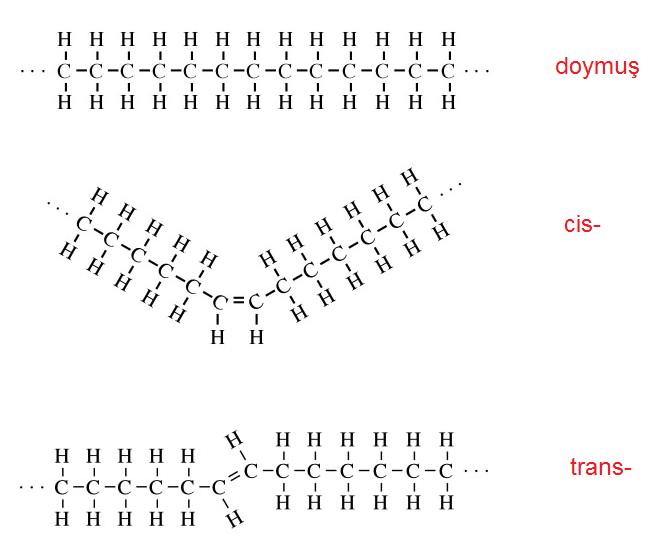 H H H H H H H H H H H H H
··· C–C–C–C–C–C–C–C–C–C–C–C–C ···
H H H H H H H H H H H H H
doymuş
H H H H H H H H H H H
··· C–C–C–C–C–C=C–C–C–C–C–C–C ···
H H H H H H H H H H H
H H
cis-
H H H H H H H H H H H H
··· C–C–C–C–C–C=C–C–C–C–C–C–C ···
H H H H H H H H H H H H
trans-